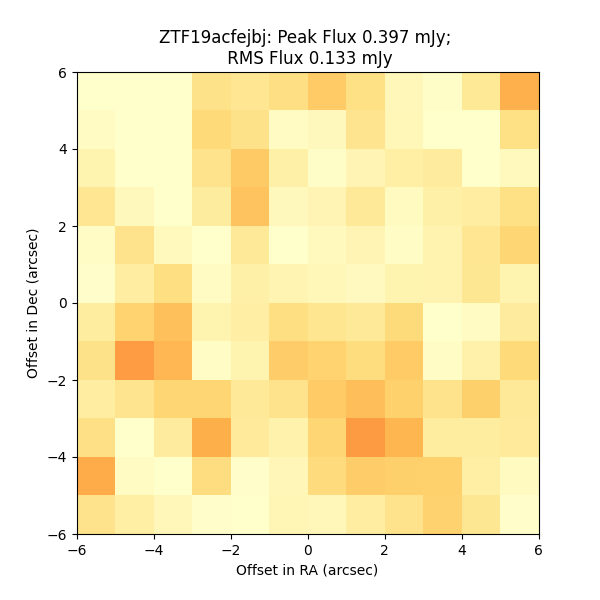 ZTF19acfejbj: Peak Flux 0.397 mJy;
RMS Flux 0.133 mJy
6
4
2
0
−2
−4
−6
Offset in Dec (arcsec)
−6 −4 −2 0 2 4 6
Offset in RA (arcsec)